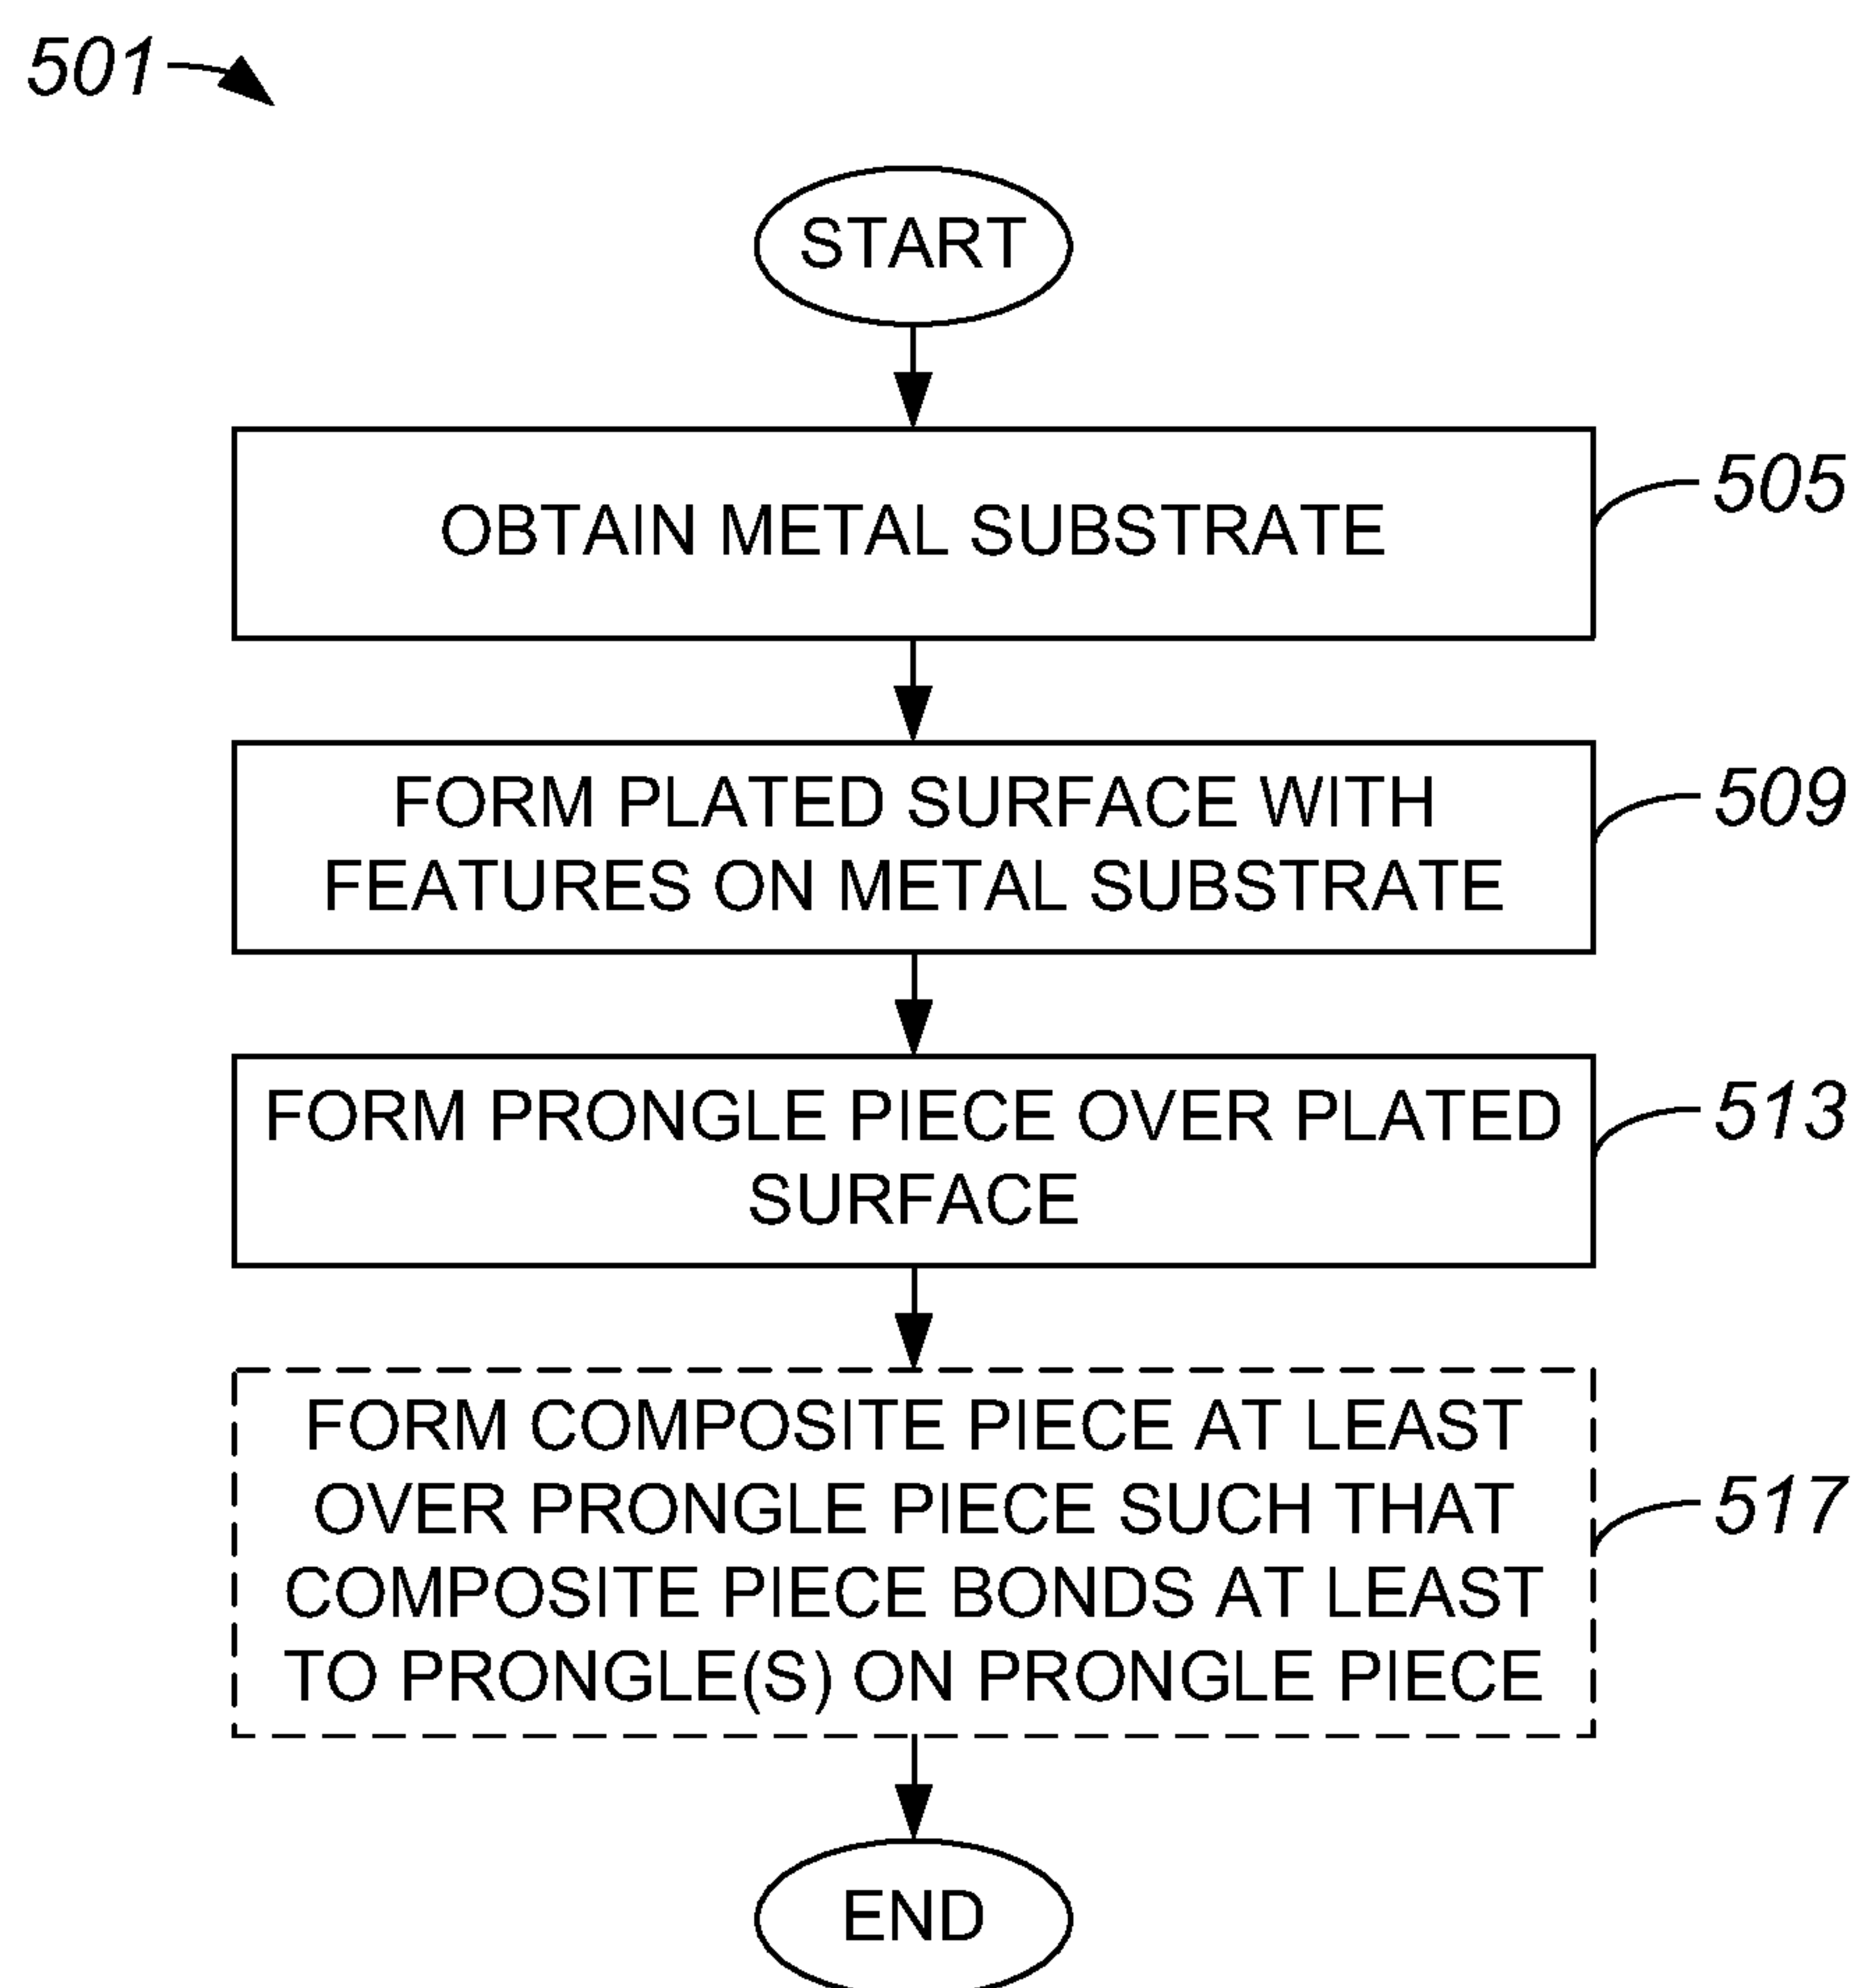 501
START
OBTAIN METAL SUBSTRATE
505
FORM PLATED SURFACE WITH
FEATURES ON METAL SUBSTRATE
509
FORM PRONGLE PIECE OVER PLATED
SURFACE
513
FORM COMPOSITE PIECE AT LEAST
OVER PRONGLE PIECE SUCH THAT
COMPOSITE PIECE BONDS AT LEAST
TO PRONGLE(S) ON PRONGLE PIECE
517
END